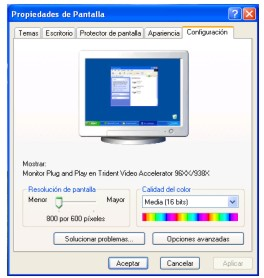 Propiedades de Pantalla
Temas Escritorio Protector de pantalla Apariencia Configuración
Mostrar:
Monitor Plug and Play en Trident Video Accelerator 96XX/938X
Resolución de pantalla
Menor Mayor
800 por 600 píxeles
Calidad del color
Media (16 bits)
Solucionar problemas... Opciones avanzadas
Aceptar Cancelar Aplicar